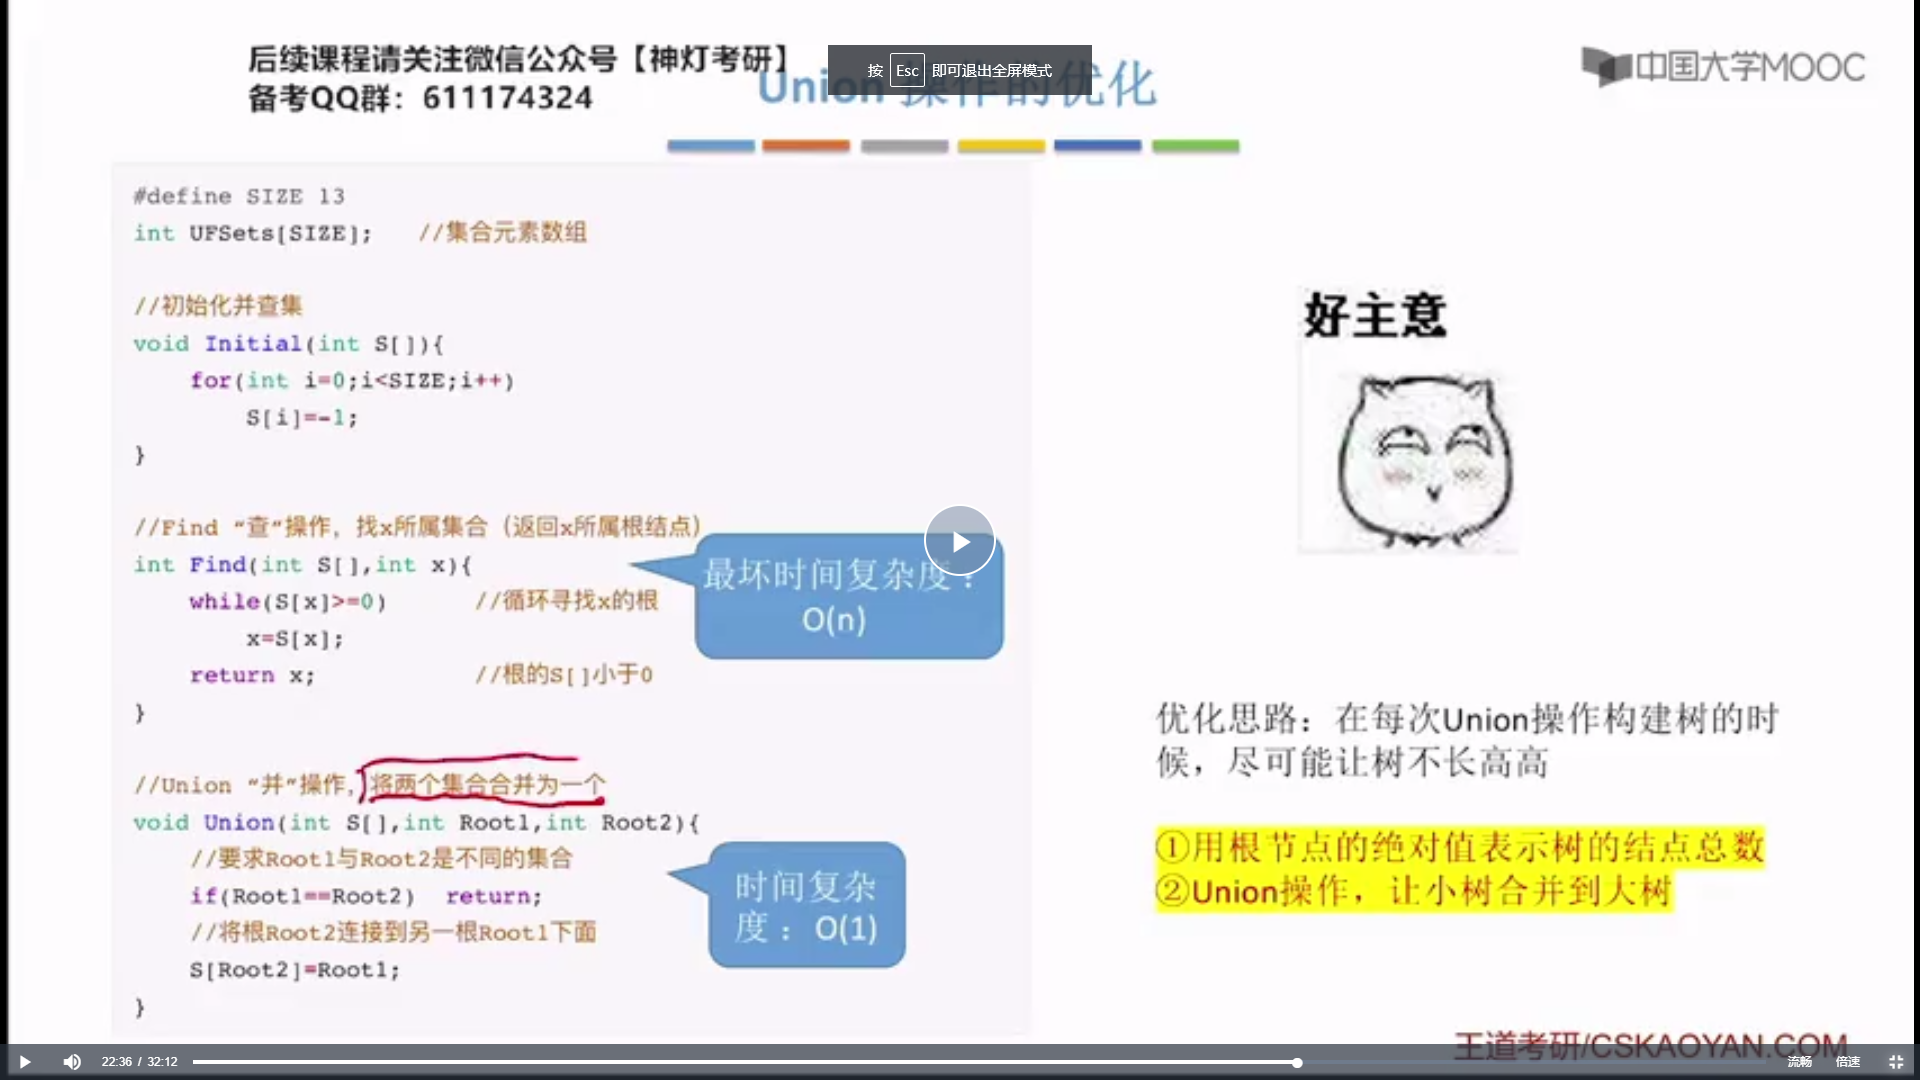 后续课程请关注微信公众号【神灯考研】
备考QQ群：611174324
按 Esc 即可退出全屏模式
Union 操作的优化
中国大学MOOC
#define SIZE 13
int UFSets[SIZE];   //集合元素数组
//初始化并查集
void Initial(int S[]){
    for(int i=0;i<SIZE;i++)
        S[i]=-1;
}
//Find “查”操作，找x所属集合（返回x所属根结点）
int Find(int S[],int x){
    while(S[x]>=0)      //循环寻找x的根
        x=S[x];
    return x;           //根的S[]小于0
}
最坏时间复杂度：
O(n)
//Union “并”操作，将两个集合合并为一个
void Union(int S[],int Root1,int Root2){
    //要求Root1与Root2是不同的集合
    if(Root1==Root2)  return;
    //将根Root2连接到另一根Root1下面
    S[Root2]=Root1;
}
时间复杂
度：O(1)
好主意
优化思路：在每次Union操作构建树的时
候，尽可能让树不长高高
①用根节点的绝对值表示树的结点总数
②Union操作，让小树合并到大树
王道考研/CSKAOYAN.COM
22:36 / 32:12
流畅
倍速